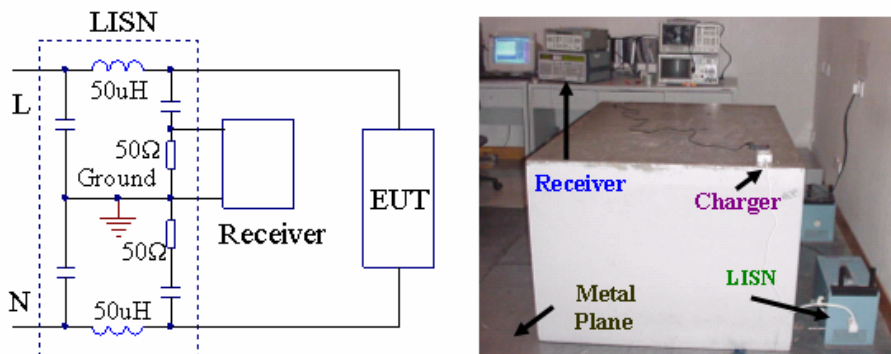 LISN
50uH
L
50Ω
Ground
50Ω
Receiver
EUT
N
50uH
Receiver
Charger
LISN
Metal
Plane